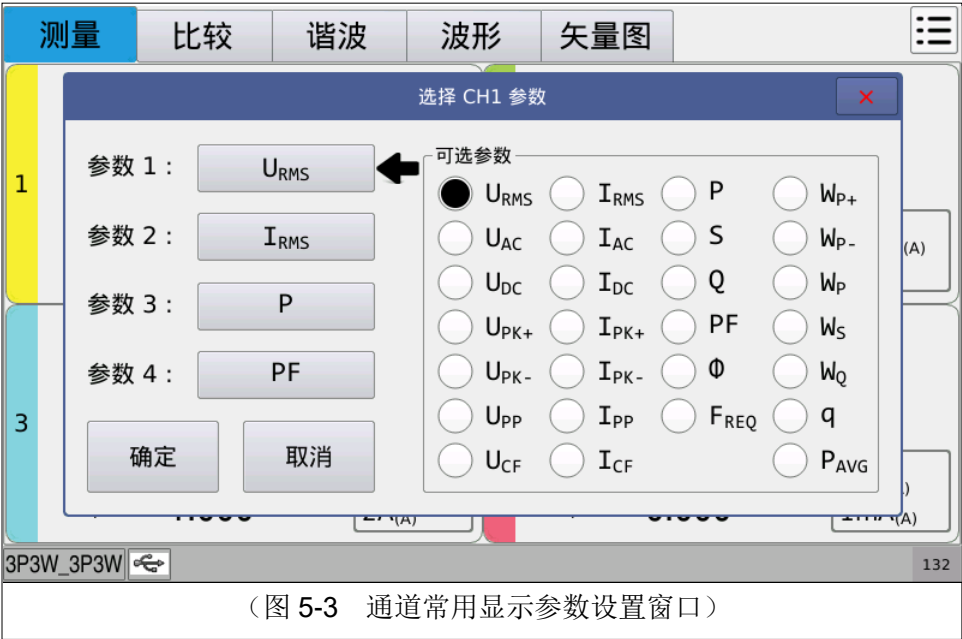 测量 比较 谐波 波形 矢量图
选择 CH1 参数
1
3
参数 1：
URMS
参数 2：
IRMS
参数 3：
P
参数 4：
PF
确定 取消
可选参数
URMS IRMS P WP+
UAC IAC S WP-
UDC IDC Q WP
UPK+ IPK+ PF WS
UPK- IPK- Φ WQ
UPP IPP FREQ q
UCF ICF PAVG
(A)
2A(A)
1mA(A)
3P3W_3P3W
132
（图 5-3 通道常用显示参数设置窗口）